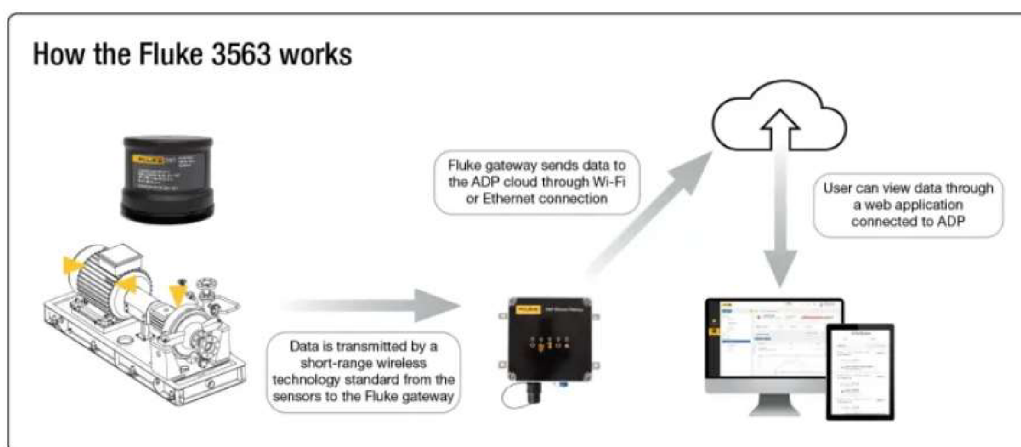 How the Fluke 3563 works
Fluke gateway sends data to
the ADP cloud through Wi-Fi
or Ethernet connection
User can view data through
a web application
connected to ADP
Data is transmitted by a
short-range wireless
technology standard from the
sensors to the Fluke gateway
FLUKE
FLUKE